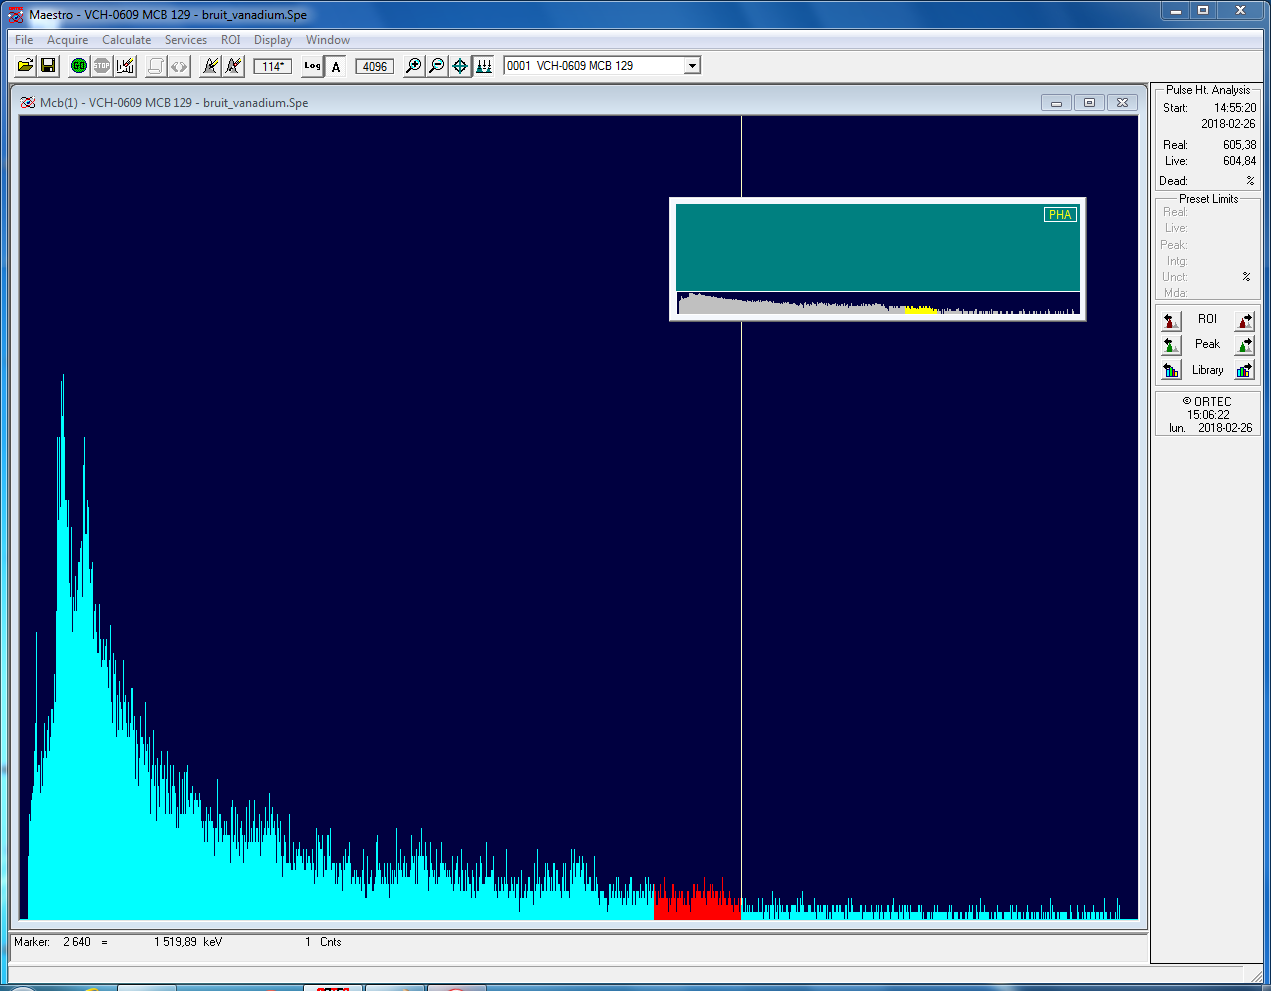 Maestro - VCH-0609 MCB 129 - bruit_vanadium.Spe
File Acquire Calculate Services ROI Display Window
GO STOP 114* Log A 4096 0001 VCH-0609 MCB 129
Mcb(1) - VCH-0609 MCB 129 - bruit_vanadium.Spe
PHA
Pulse Ht. Analysis
Start: 14:55:20
2018-02-26
Real: 605,38
Live: 604,84
Dead: %
Preset Limits
Real:
Live:
Peak:
Intg:
Unct: %
Mda:
ROI
Peak
Library
© ORTEC
15:06:22
lun. 2018-02-26
Marker: 2 640 = 1 519,89 keV 1 Cnts